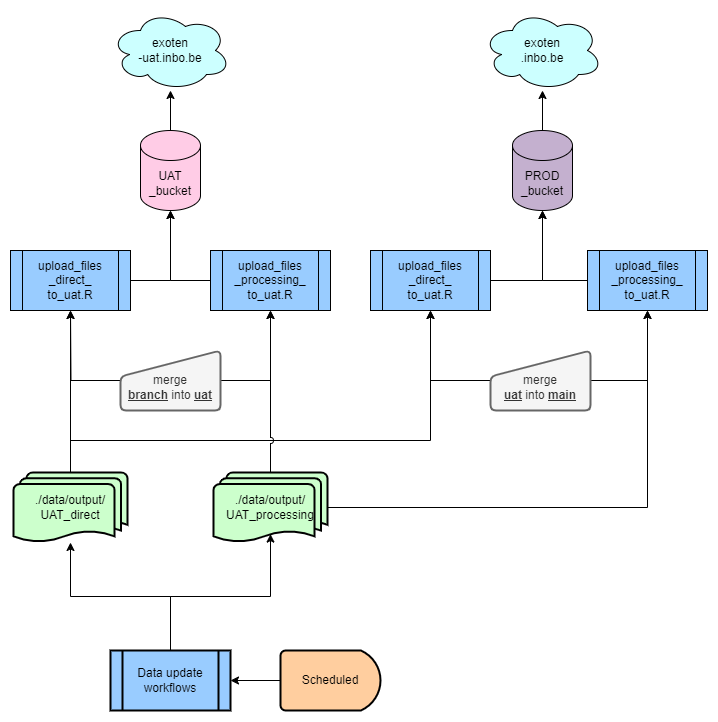 exoten
-uat.inbo.be
exoten
.inbo.be
UAT
_bucket
PROD
_bucket
upload_files
_direct_
to_uat.R
upload_files
_processing_
to_uat.R
upload_files
_direct_
to_uat.R
upload_files
_processing_
to_uat.R
merge
branch into uat
merge
uat into main
./data/output/
UAT_direct
./data/output/
UAT_processing
Data update
workflows
Scheduled